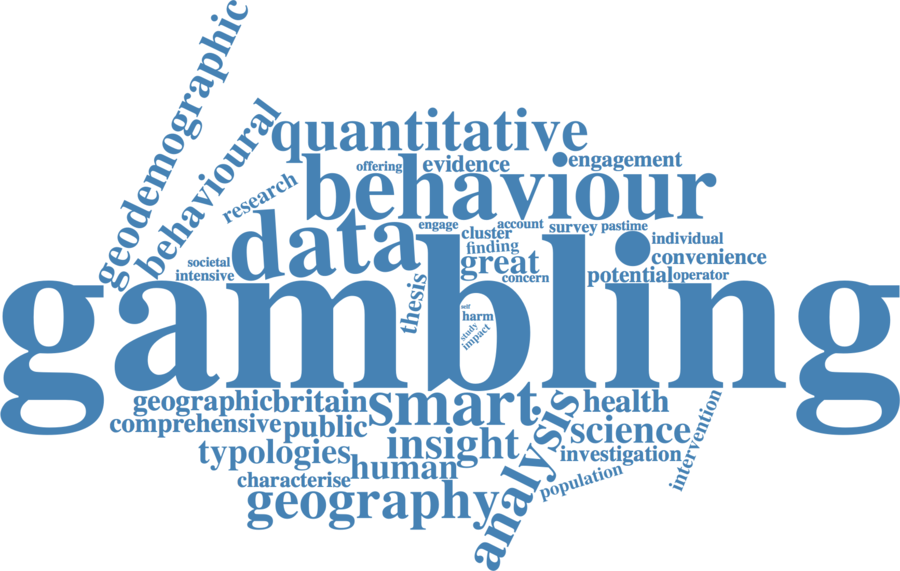 geodemographic
behavioural
quantitative
research
offering
evidence
engagement
behaviour
data
engage
account
survey
pastime
cluster
finding
individual
societal
intensive
great
convenience
concern
potential
operator
gambling
thesis
self
harm
study
impact
geographic
britain
smart
health
intervention
comprehensive
public
analysis
science
typologies
insight
investigation
human
characterise
population
geography